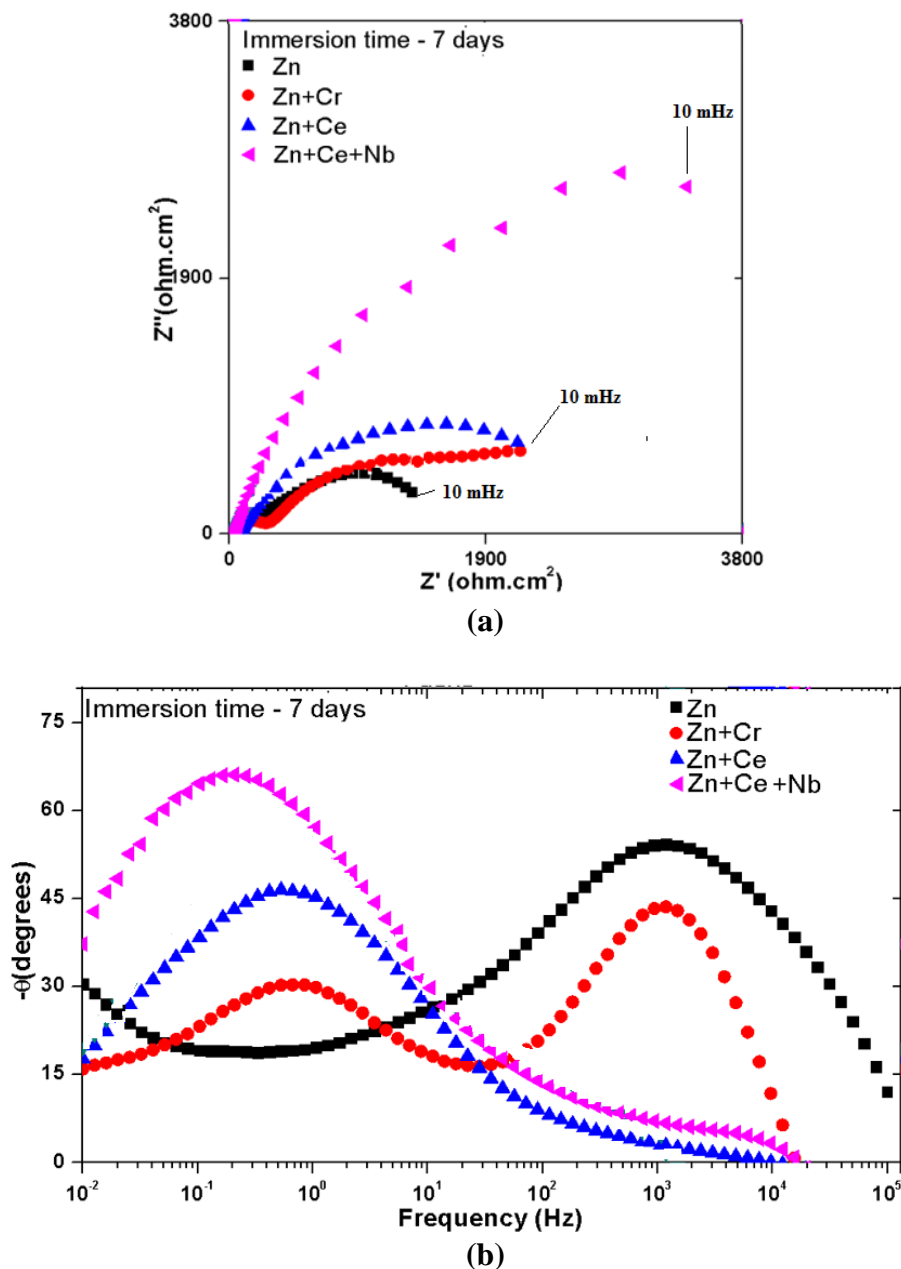 3800
Immersion time - 7 days
Zn
Zn+Cr
Zn+Ce
Zn+Ce+Nb
10 mHz
Z''(ohm.cm²)
1900
10 mHz
10 mHz
0
0
1900
3800
Z' (ohm.cm²)
(a)
Immersion time - 7 days
Zn
Zn+Cr
Zn+Ce
Zn+Ce +Nb
75
60
45
30
15
0
-θ(degrees)
10⁻² 10⁻¹ 10⁰ 10¹ 10² 10³ 10⁴ 10⁵
Frequency (Hz)
(b)